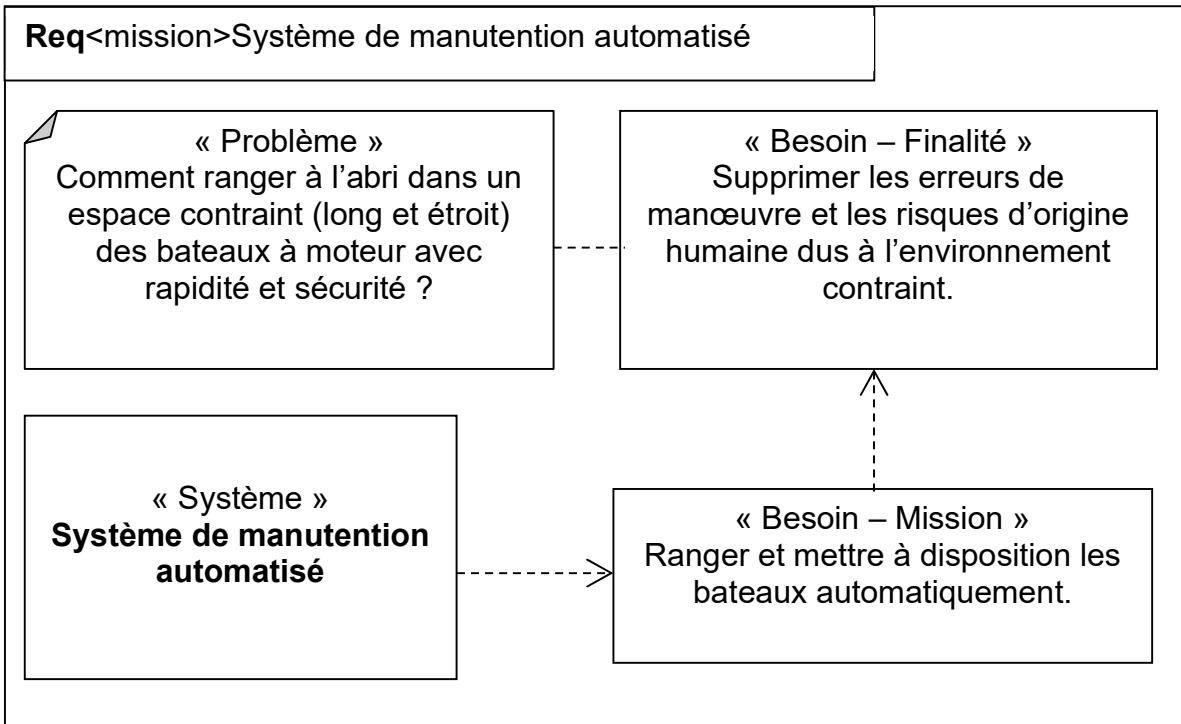 Req<mission>Système de manutention automatisé
« Problème »
Comment ranger à l’abri dans un
espace contraint (long et étroit)
des bateaux à moteur avec
rapidité et sécurité ?
« Besoin – Finalité »
Supprimer les erreurs de
manœuvre et les risques d’origine
humaine dus à l’environnement
contraint.
« Système »
Système de manutention
automatisé
« Besoin – Mission »
Ranger et mettre à disposition les
bateaux automatiquement.